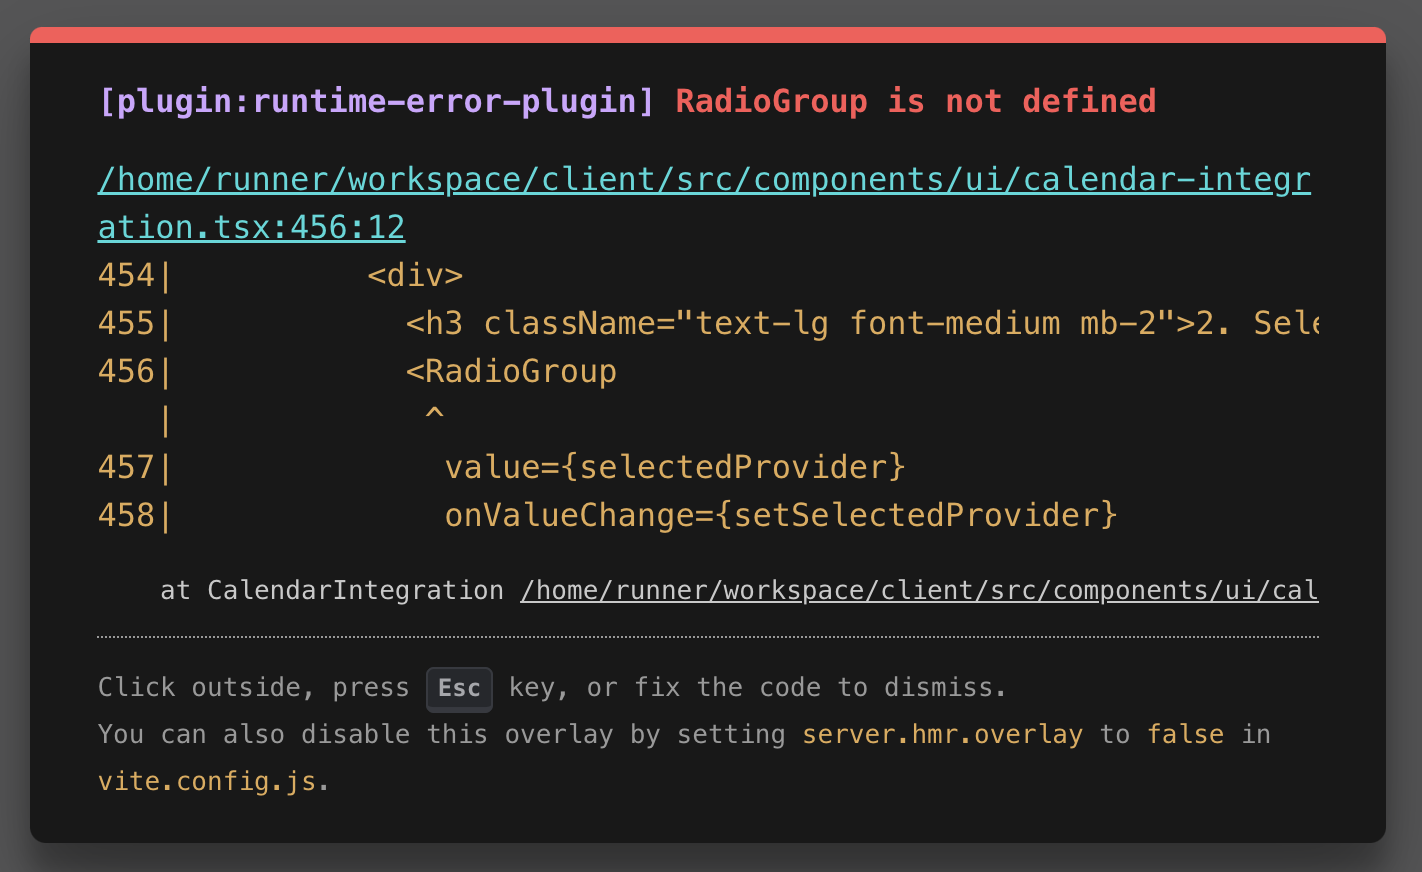 [plugin:runtime-error-plugin] RadioGroup is not defined
/home/runner/workspace/client/src/components/ui/calendar-integr
ation.tsx:456:12
454|          <div>
455|            <h3 className="text-lg font-medium mb-2">2. Sele
456|            <RadioGroup
   |             ^
457|              value={selectedProvider}
458|              onValueChange={setSelectedProvider}
at CalendarIntegration /home/runner/workspace/client/src/components/ui/cal
Click outside, press Esc key, or fix the code to dismiss.
You can also disable this overlay by setting server.hmr.overlay to false in
vite.config.js.